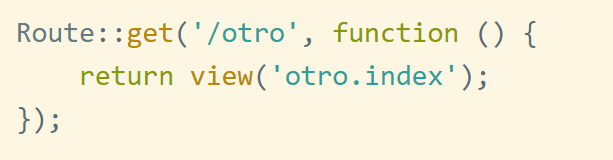 Route::get('/otro', function () {
    return view('otro.index');
});